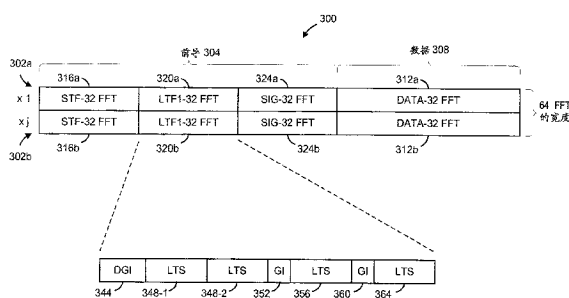 300
前导 304
数据 308
302a
316a
320a
324a
312a
x 1
STF-32 FFT
LTF1-32 FFT
SIG-32 FFT
DATA-32 FFT
xj
STF-32 FFT
LTF1-32 FFT
SIG-32 FFT
DATA-32 FFT
64 FFT
的宽度
302b
316b
320b
324b
312b
DGI
LTS
LTS
GI
LTS
GI
LTS
344
348-1
348-2
352
356
360
364